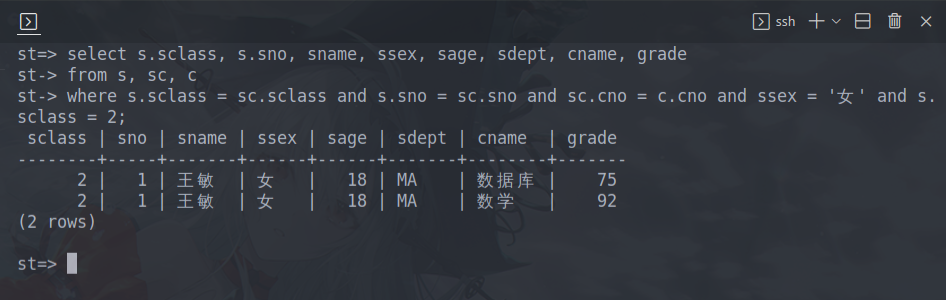 ssh
st=> select s.sclass, s.sno, sname, ssex, sage, sdept, cname, grade
st-> from s, sc, c
st-> where s.sclass = sc.sclass and s.sno = sc.sno and sc.cno = c.cno and ssex = '女' and s.
sclass = 2;
 sclass | sno | sname | ssex | sage | sdept | cname  | grade
--------+-----+-------+------+------+-------+--------+-------
      2 |   1 | 王敏  | 女   |   18 | MA    | 数据库 |    75
      2 |   1 | 王敏  | 女   |   18 | MA    | 数学   |    92
(2 rows)
st=>